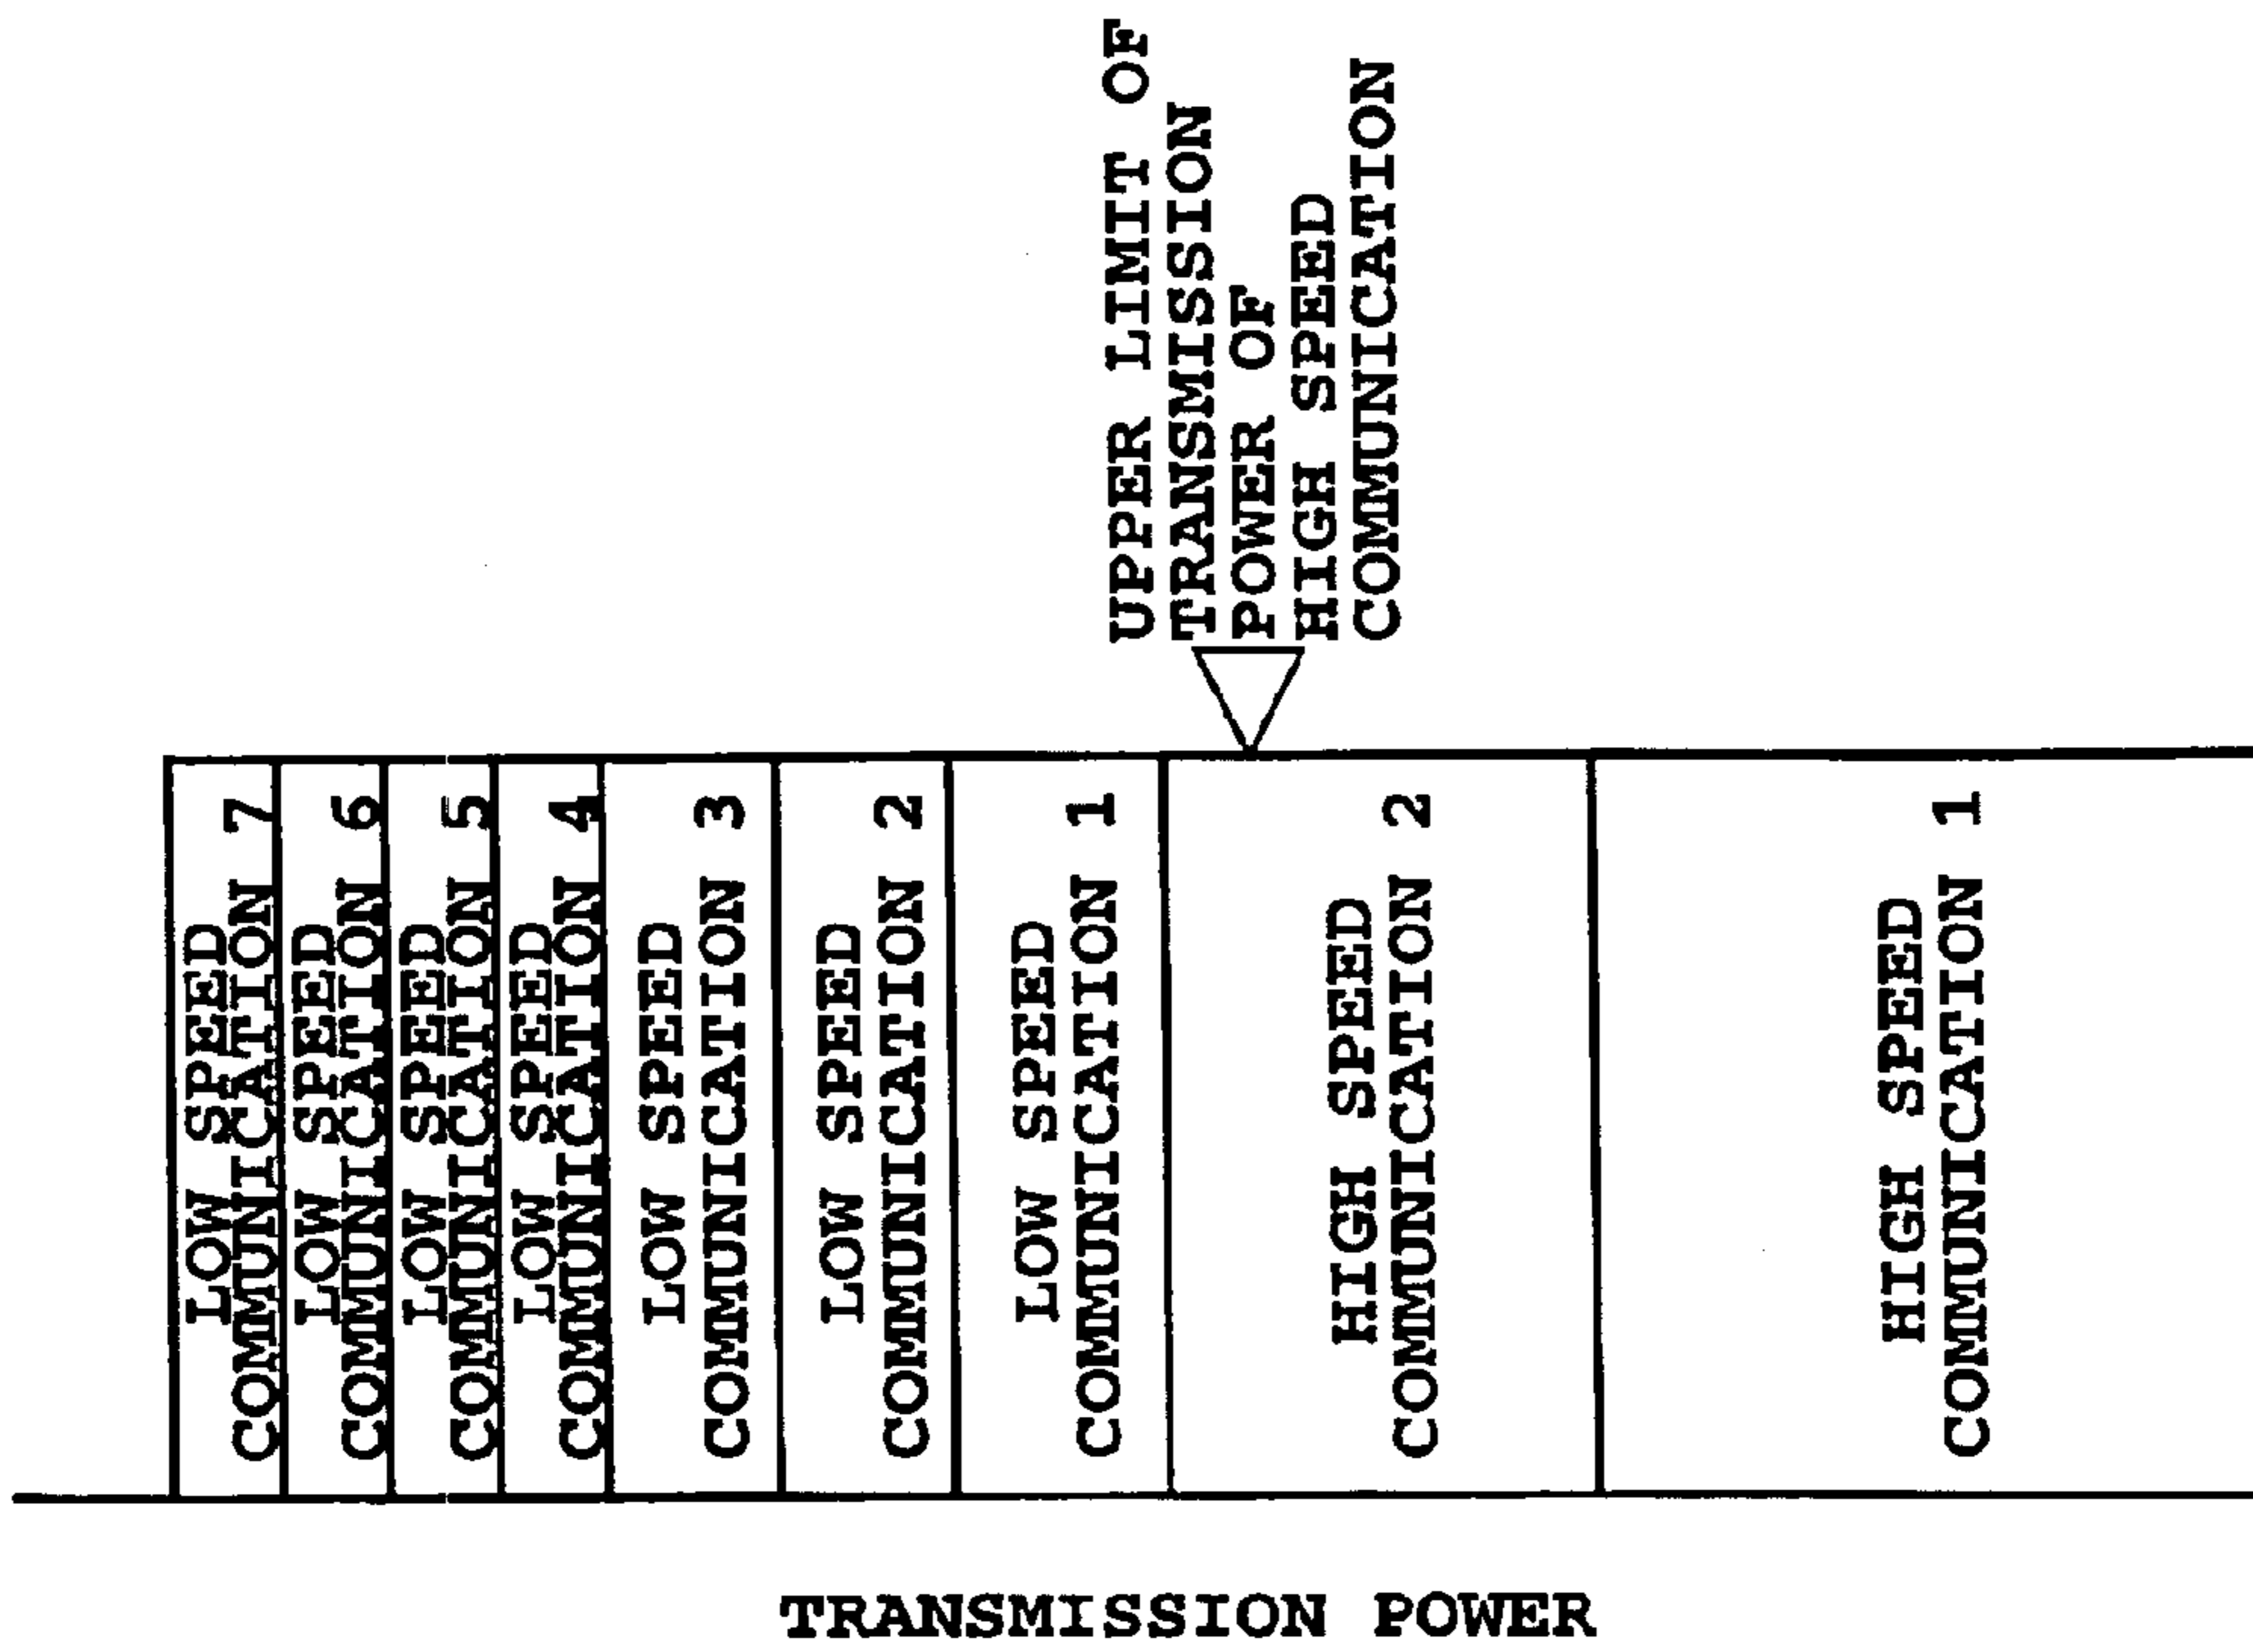 UPPER LIMIT OF
TRANSMISSION
POWER OF
HIGH SPEED
COMMUNICATION
LOW SPEED
COMMUNICATION 7
LOW SPEED
COMMUNICATION 6
LOW SPEED
COMMUNICATION 5
LOW SPEED
COMMUNICATION 4
LOW SPEED
COMMUNICATION 3
LOW SPEED
COMMUNICATION 2
LOW SPEED
COMMUNICATION 1
HIGH SPEED
COMMUNICATION 2
HIGH SPEED
COMMUNICATION 1
TRANSMISSION POWER